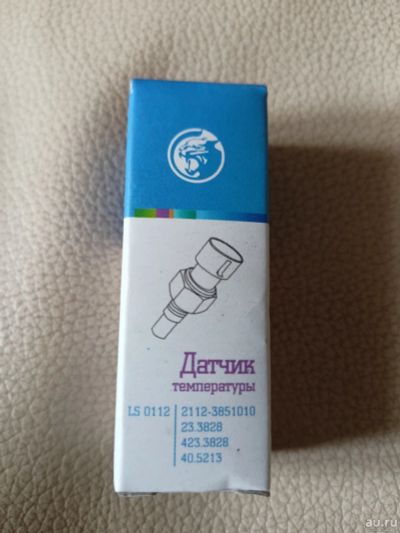 Датчик
температуры
LS 0112 2112-3851010
23.3828
423.3828
40.5213
au.ru